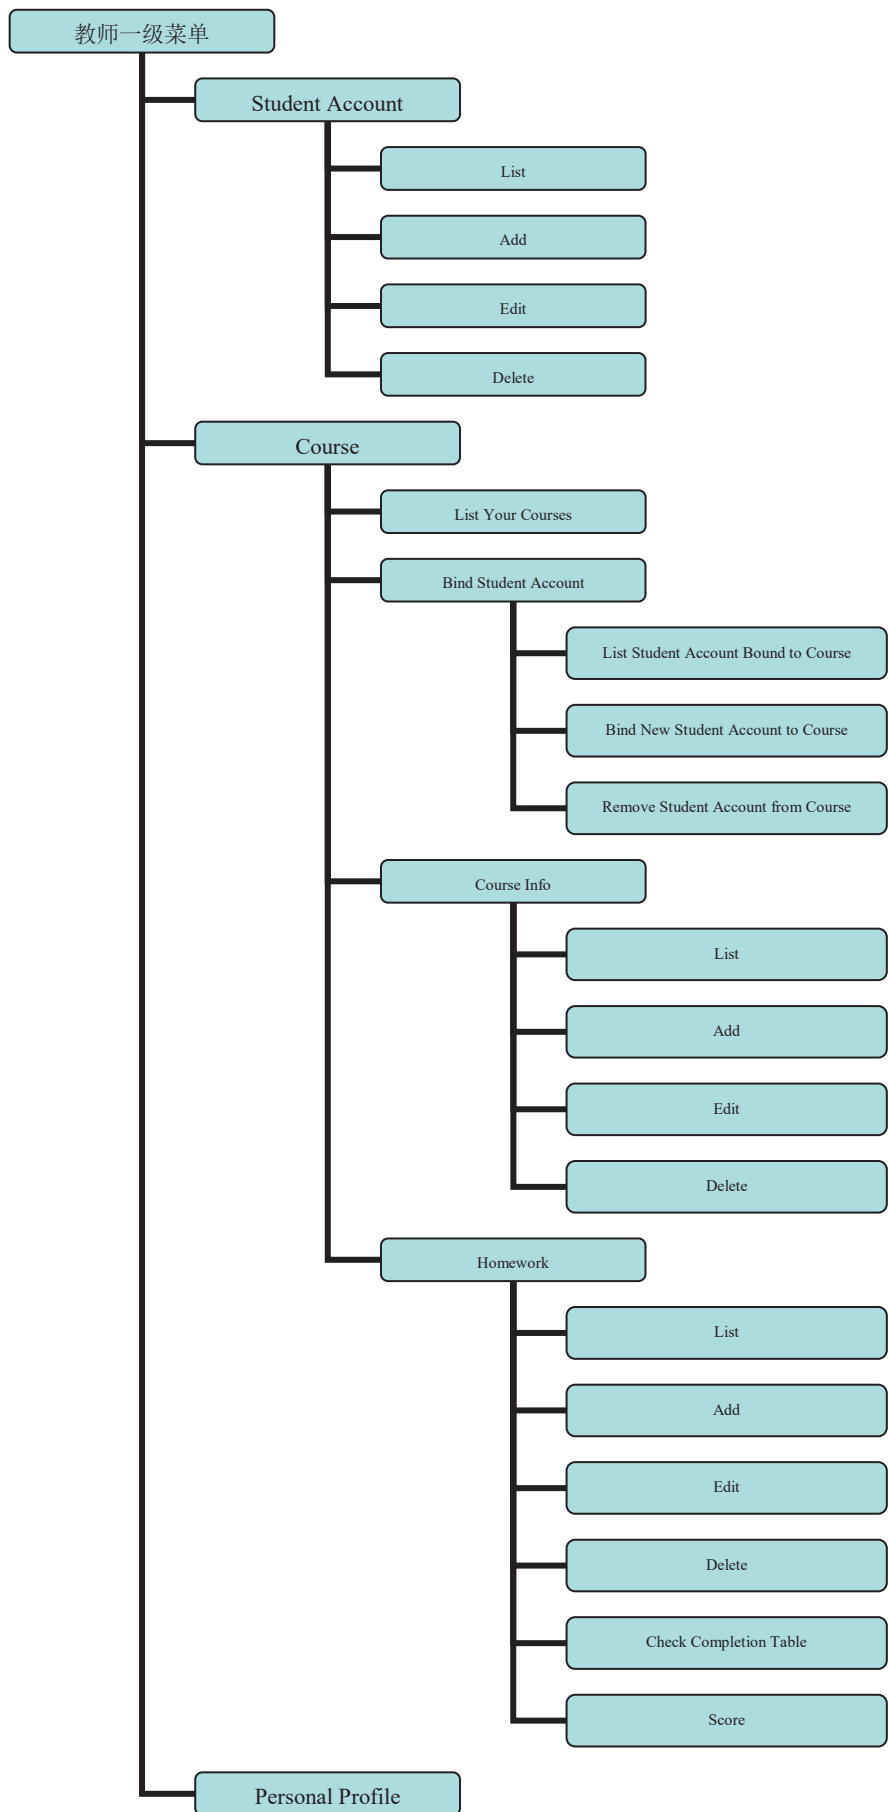 教师一级菜单
Student Account
List
Add
Edit
Delete
Course
List Your Courses
Bind Student Account
List Student Account Bound to Course
Bind New Student Account to Course
Remove Student Account from Course
Course Info
List
Add
Edit
Delete
Homework
List
Add
Edit
Delete
Check Completion Table
Score
Personal Profile